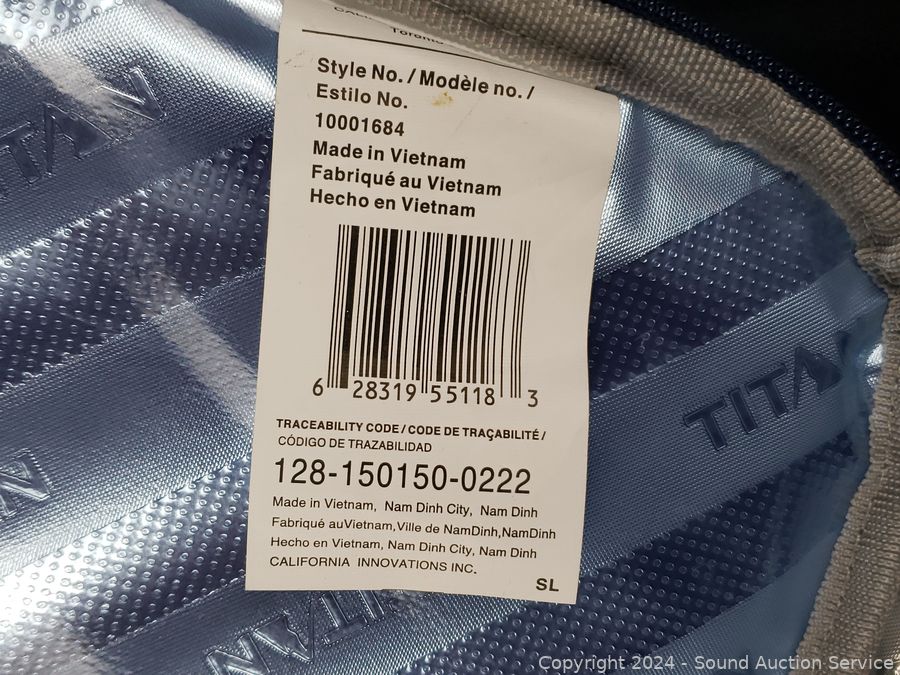 Toronto
Style No. / Modèle no. /
Estilo No.
10001684
Made in Vietnam
Fabriqué au Vietnam
Hecho en Vietnam
6 28319 55118 3
TRACEABILITY CODE / CODE DE TRAÇABILITÉ /
CÓDIGO DE TRAZABILIDAD
128-150150-0222
Made in Vietnam, Nam Dinh City, Nam Dinh
Fabriqué auVietnam,Ville de NamDinh,NamDinh
Hecho en Vietnam, Nam Dinh City, Nam Dinh
CALIFORNIA INNOVATIONS INC.
SL
TITAN
TITA
Copyright 2024 - Sound Auction Service